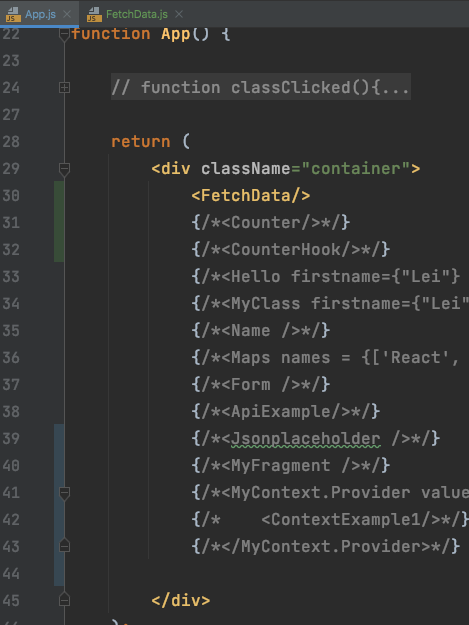 App.js × FetchData.js ×
JS JS
22 function App() {
23
24 // function classClicked(){...
27
28 return (
29 <div className="container">
30 <FetchData/>
31 {/*<Counter/>*/}
32 {/*<CounterHook/>*/}
33 {/*<Hello firstname={"Lei"}
34 {/*<MyClass firstname={"Lei"
35 {/*<Name />*/}
36 {/*<Maps names = {['React',
37 {/*<Form />*/}
38 {/*<ApiExample/>*/}
39 {/*<Jsonplaceholder />*/}
40 {/*<MyFragment />*/}
41 {/*<MyContext.Provider value
42 {/*    <ContextExample1/>*/}
43 {/*</MyContext.Provider>*/}
44
45 </div>